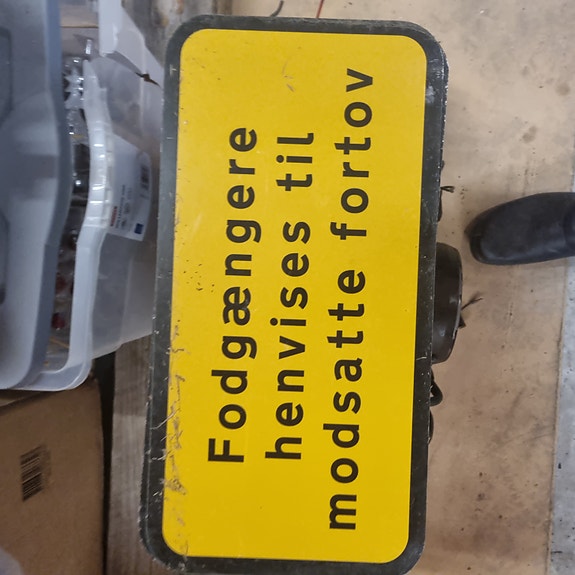 Fodgængere
henvises til
modsatte fortov